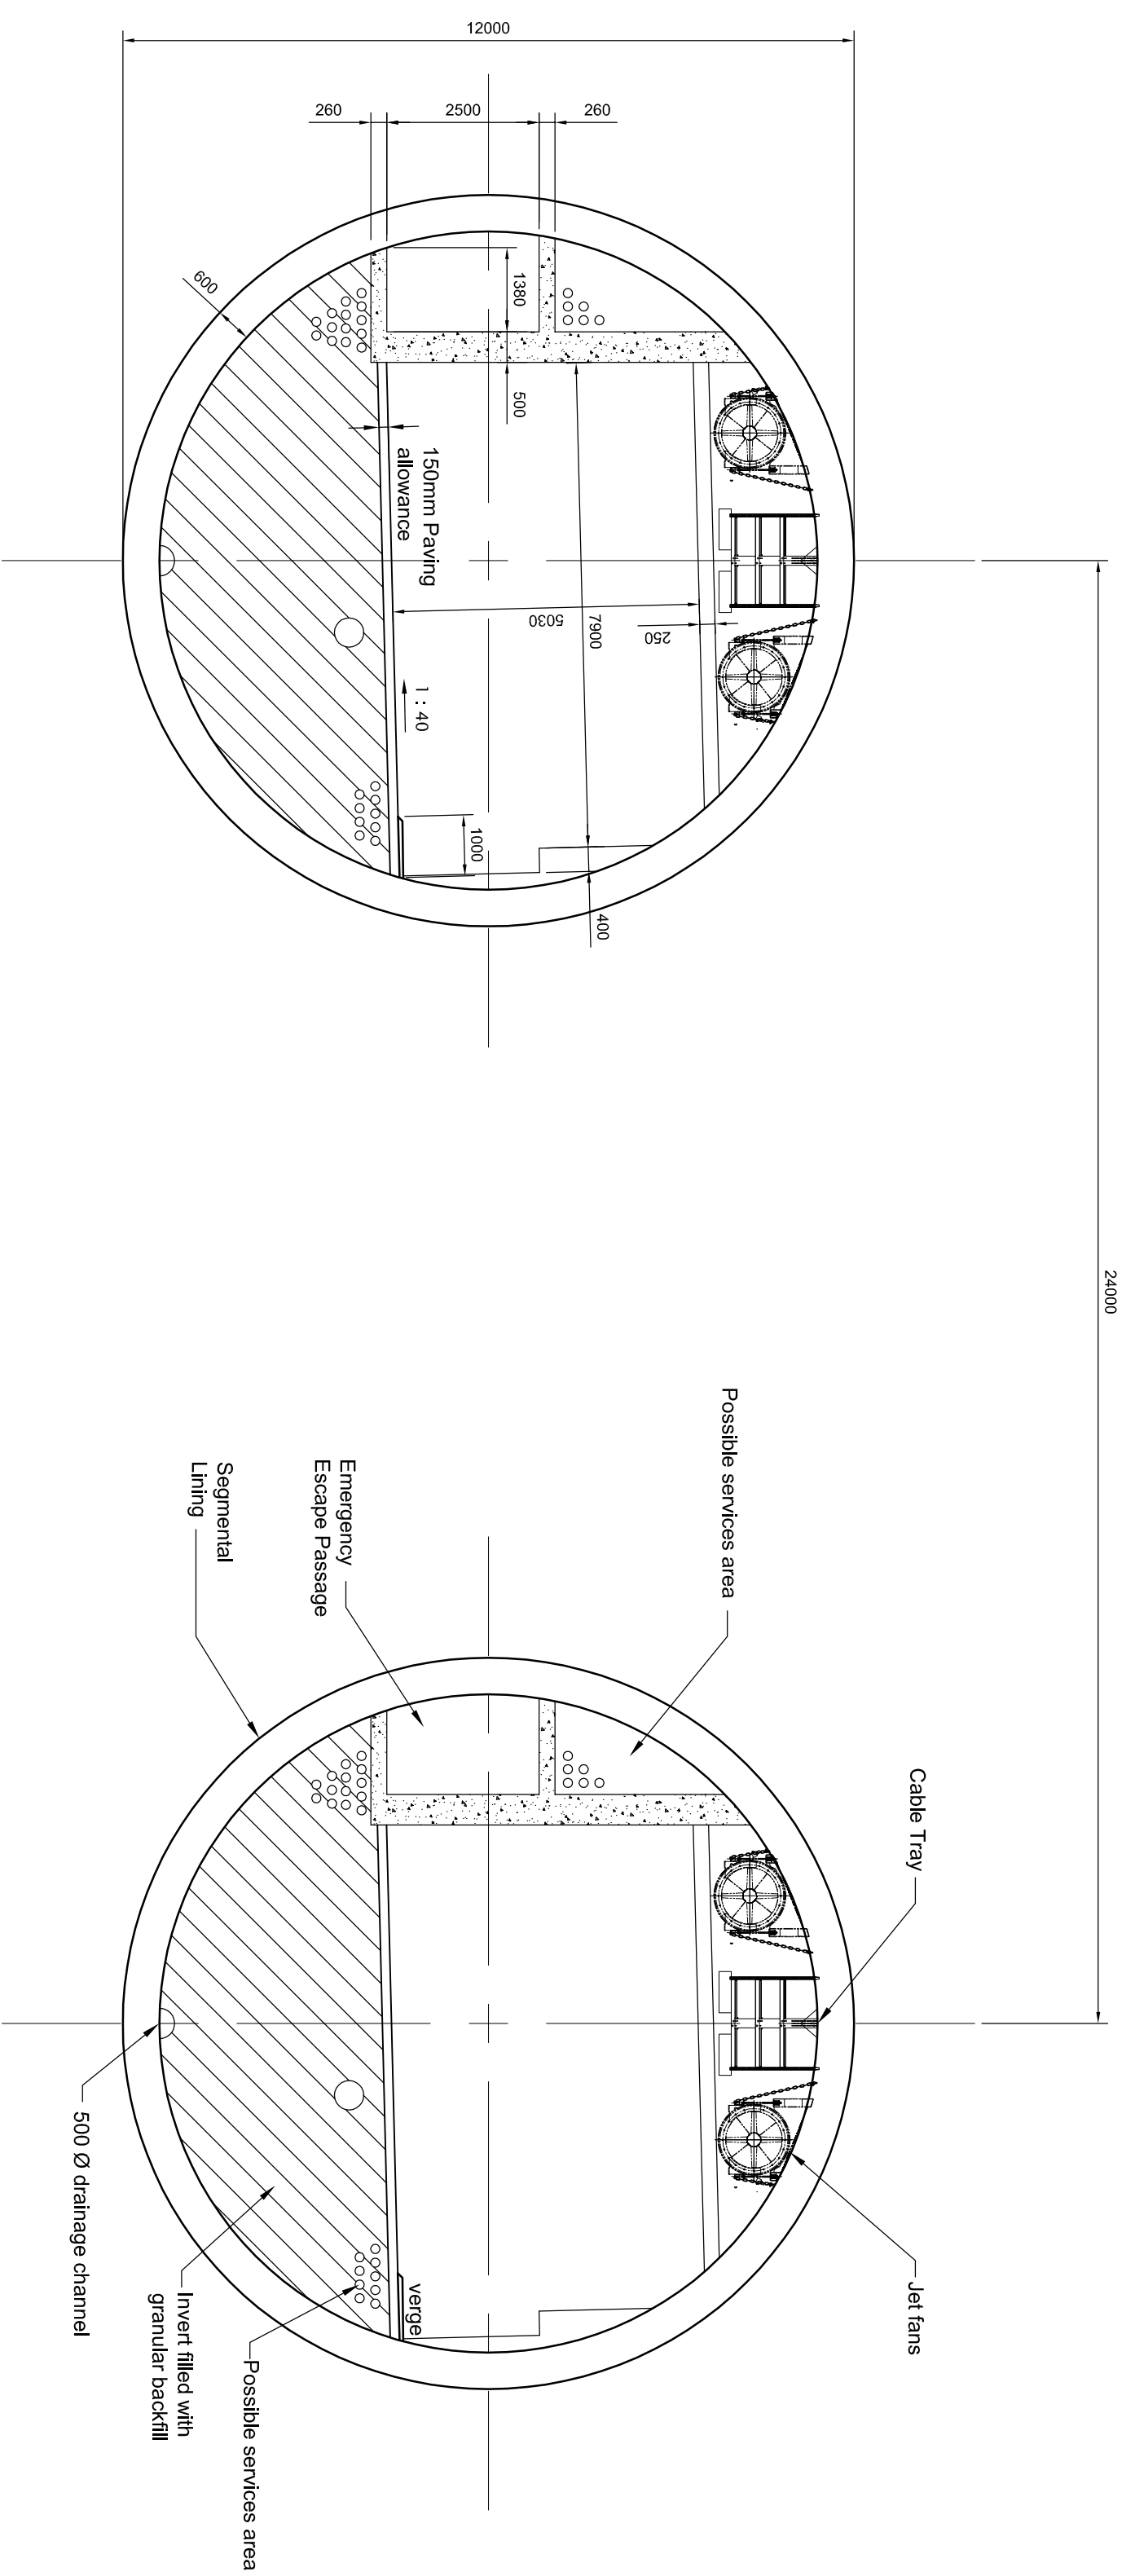 24000
12000
260
2500
260
1380
500
600
150mm Paving
allowance
7900
5030
250
1 : 40
1000
400
Possible services area
Emergency
Escape Passage
Segmental
Lining
Cable Tray
Jet fans
verge
Possible services area
Invert filled with
granular backfill
500 Ø drainage channel